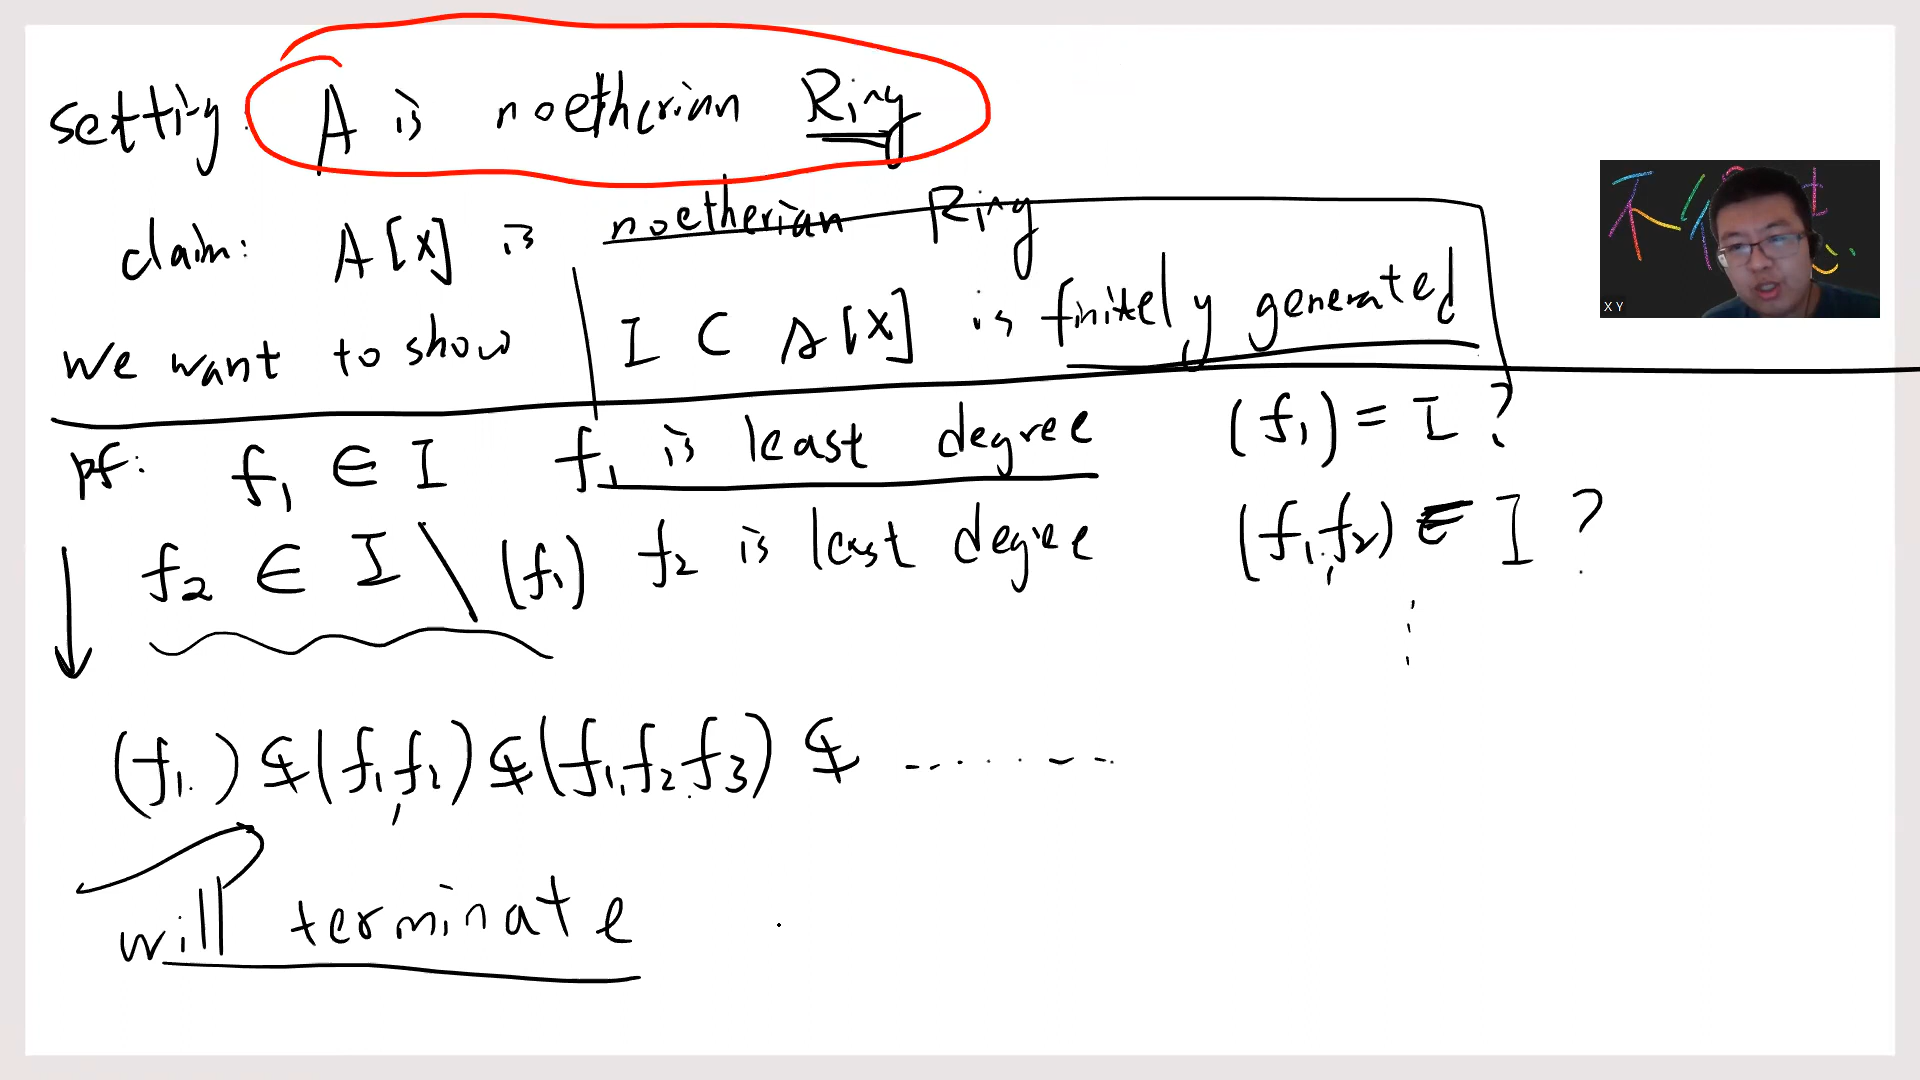 setting: A is noetherian Ring
claim: A[X] is noetherian Ring
We want to show I ⊂ A[X] is finitely generated
pf: f₁ ∈ I f₁ is least degree (f₁) = I ?
f₂ ∈ I \ (f₁) f₂ is least degree (f₁, f₂) = I ?
⋮
(f₁) ⊊ (f₁, f₂) ⊊ (f₁, f₂, f₃) ⊊ ........
will terminate
X Y